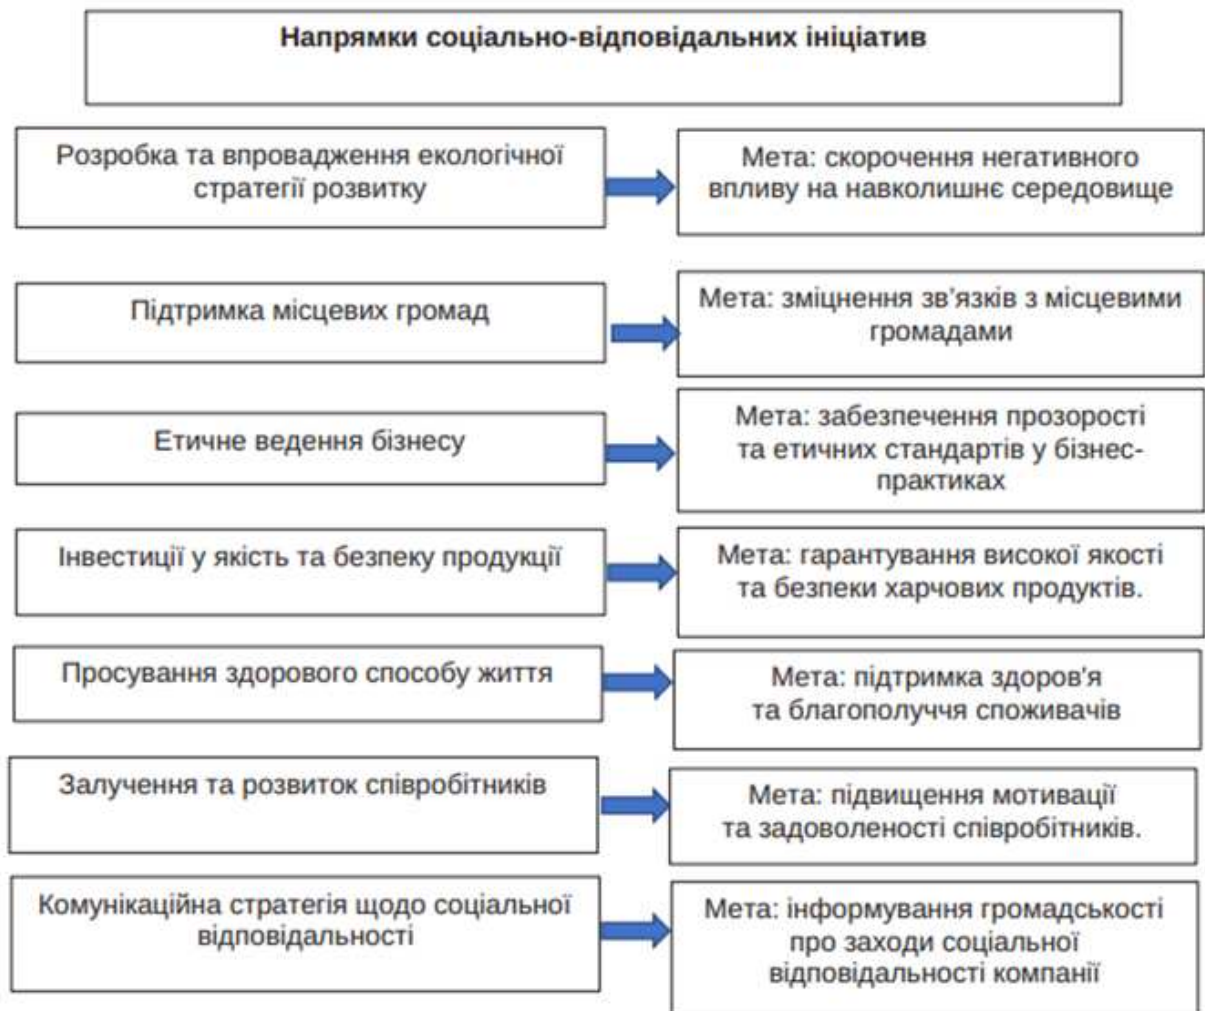 Напрямки соціально-відповідальних ініціатив
Розробка та впровадження екологічної
стратегії розвитку
Мета: скорочення негативного
впливу на навколишнє середовище
Підтримка місцевих громад
Мета: зміцнення зв'язків з місцевими
громадами
Етичне ведення бізнесу
Мета: забезпечення прозорості
та етичних стандартів у бізнес-
практиках
Інвестиції у якість та безпеку продукції
Мета: гарантування високої якості
та безпеки харчових продуктів.
Просування здорового способу життя
Мета: підтримка здоров'я
та благополуччя споживачів
Залучення та розвиток співробітників
Мета: підвищення мотивації
та задоволеності співробітників.
Комунікаційна стратегія щодо соціальної
відповідальності
Мета: інформування громадськості
про заходи соціальної
відповідальності компанії